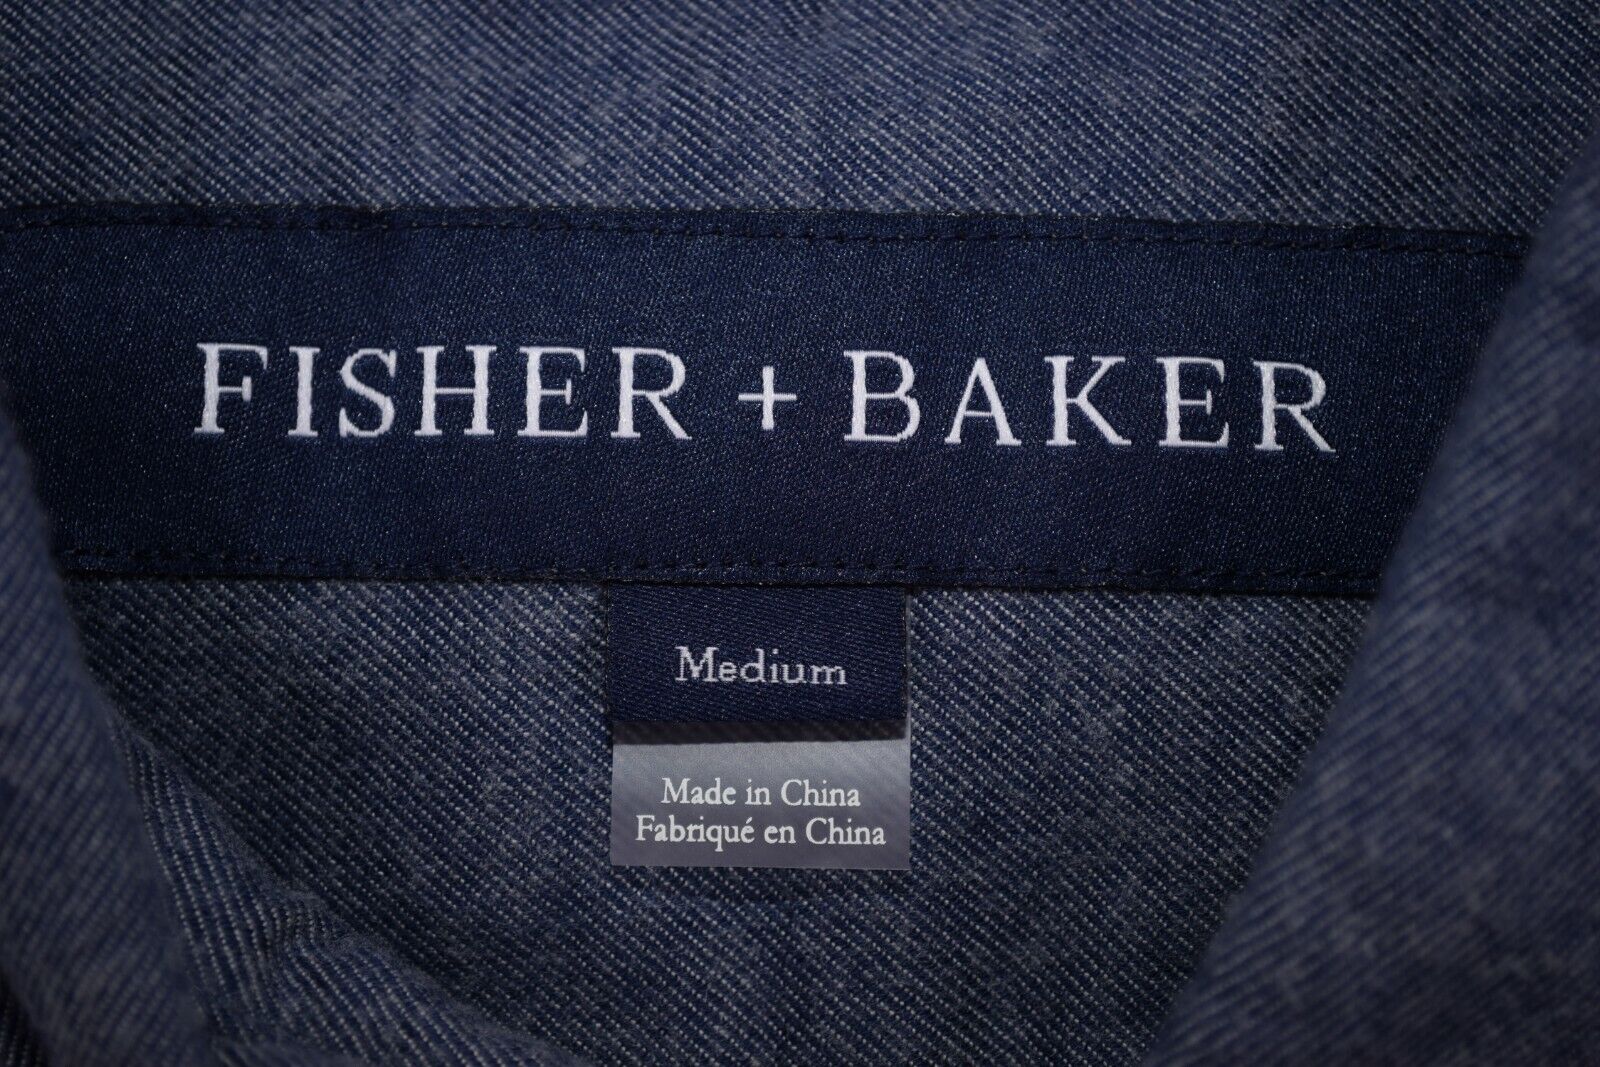 FISHER + BAKER
Medium
Made in China
Fabriqué en China